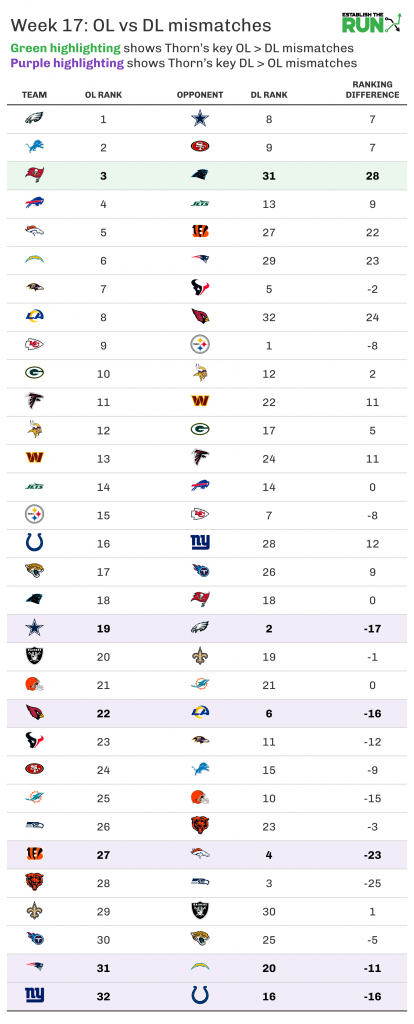 Week 17: OL vs DL mismatches
ESTABLISH THE
RUN
Green highlighting shows Thorn's key OL > DL mismatches
Purple highlighting shows Thorn's key DL > OL mismatches
TEAM OL RANK OPPONENT DL RANK RANKING DIFFERENCE
1 8 7
2 9 7
3 31 28
4 JETS 13 9
5 27 22
6 29 23
7 5 -2
8 32 24
9 1 -8
G 10 12 2
11 W 22 11
12 G 17 5
W 13 24 11
JETS 14 14 0
15 7 -8
16 ny 28 12
17 26 9
18 18 0
19 2 -17
20 19 -1
21 21 0
22 6 -16
23 11 -12
24 15 -9
25 10 -15
26 23 -3
27 4 -23
28 3 -25
29 30 1
30 25 -5
31 20 -11
ny 32 16 -16